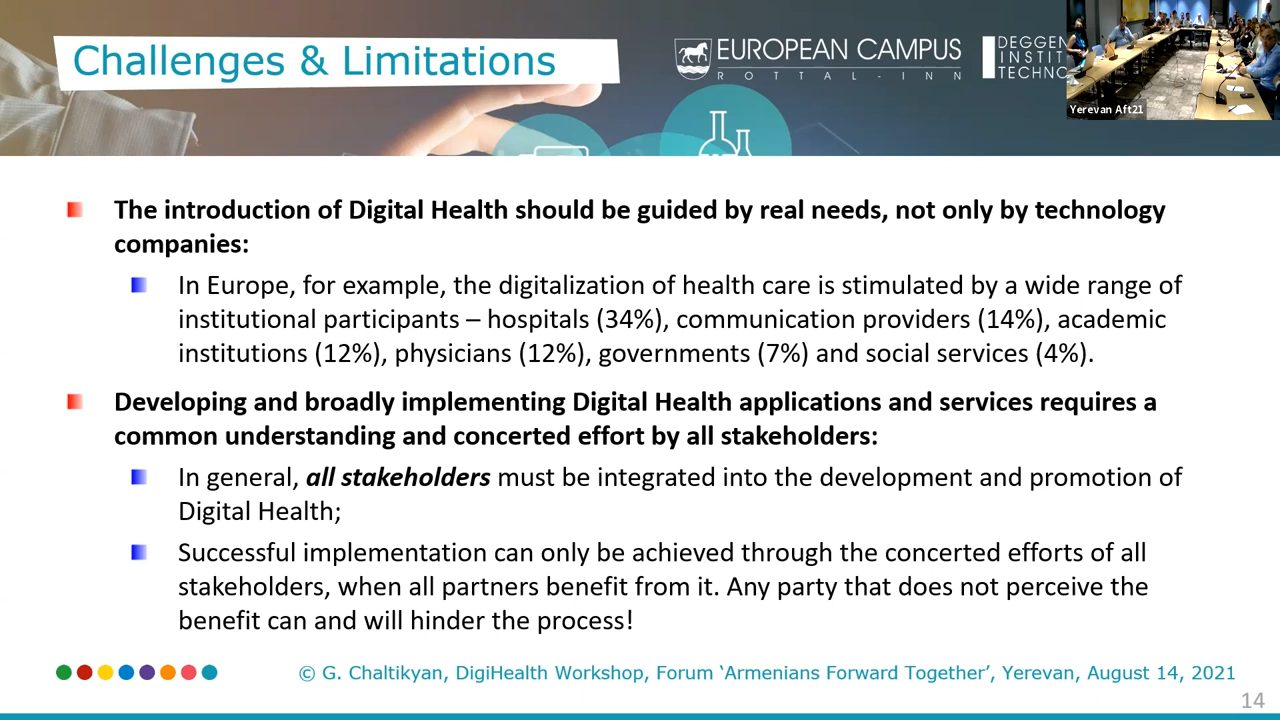 Challenges & Limitations
EUROPEAN CAMPUS
ROTTAL-INN
DEGGEN
INSTIT
TECHNO
Yerevan Aft21
The introduction of Digital Health should be guided by real needs, not only by technology
companies:
In Europe, for example, the digitalization of health care is stimulated by a wide range of
institutional participants – hospitals (34%), communication providers (14%), academic
institutions (12%), physicians (12%), governments (7%) and social services (4%).
Developing and broadly implementing Digital Health applications and services requires a
common understanding and concerted effort by all stakeholders:
In general, all stakeholders must be integrated into the development and promotion of
Digital Health;
Successful implementation can only be achieved through the concerted efforts of all
stakeholders, when all partners benefit from it. Any party that does not perceive the
benefit can and will hinder the process!
© G. Chaltikyan, DigiHealth Workshop, Forum ‘Armenians Forward Together’, Yerevan, August 14, 2021
14